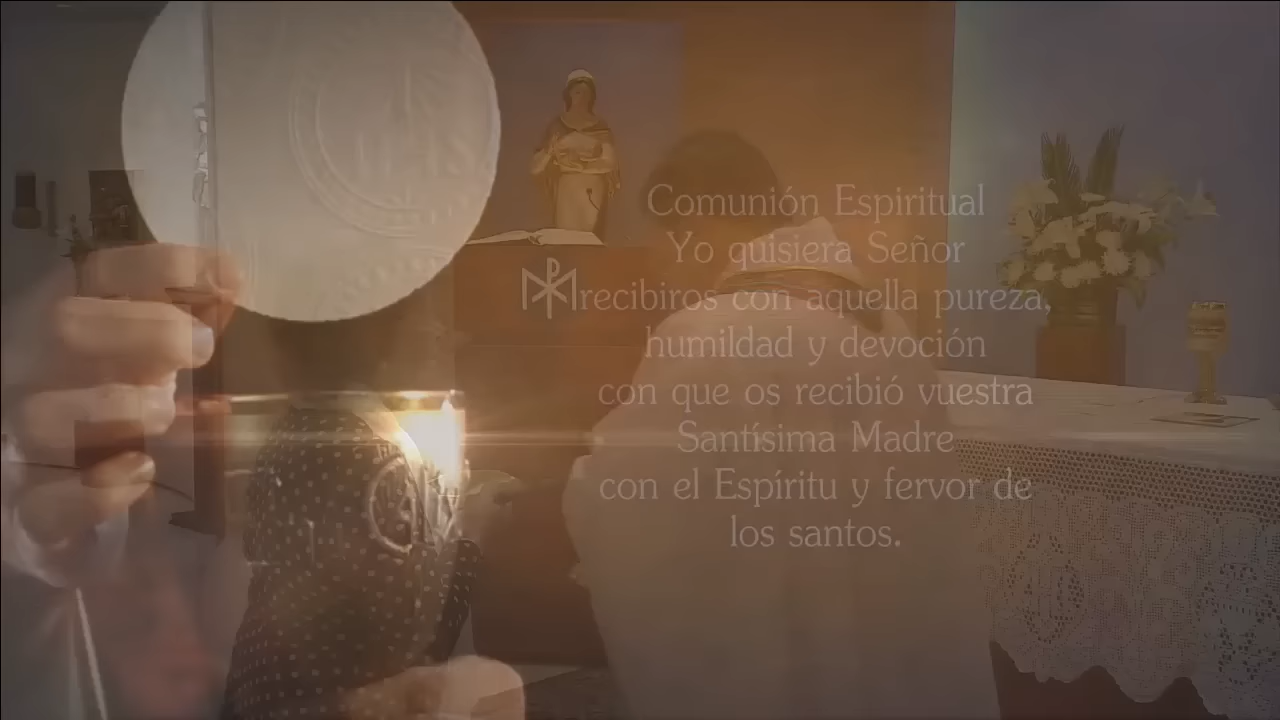 Comunión Espiritual
Yo quisiera Señor
recibiros con aquella pureza,
humildad y devoción
con que os recibió vuestra
Santísima Madre
con el Espíritu y fervor de
los santos.